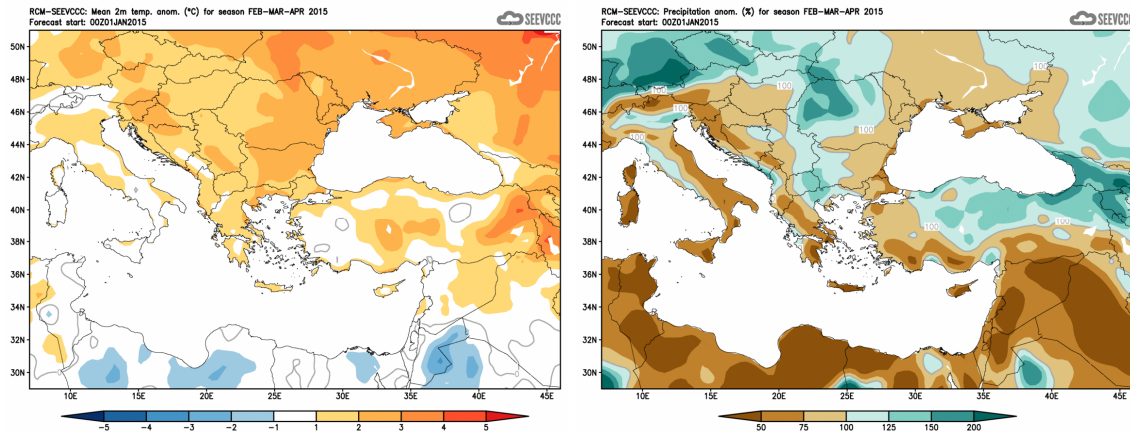 RCM-SEEVCCC: Mean 2m temp. anom. (°C) for season FEB-MAR-APR 2015
Forecast start: 00Z01JAN2015
SEEVCCC
50N
48N
46N
44N
42N
40N
38N
36N
34N
32N
30N
10E 15E 20E 25E 30E 35E 40E 45E
-5 -4 -3 -2 -1 1 2 3 4 5
RCM-SEEVCCC: Precipitation anom. (%) for season FEB-MAR-APR 2015
Forecast start: 00Z01JAN2015
SEEVCCC
50N
48N
46N
44N
42N
40N
38N
36N
34N
32N
30N
100
100
100
100
100
100
100
100
10E 15E 20E 25E 30E 35E 40E 45E
50 75 100 125 150 200